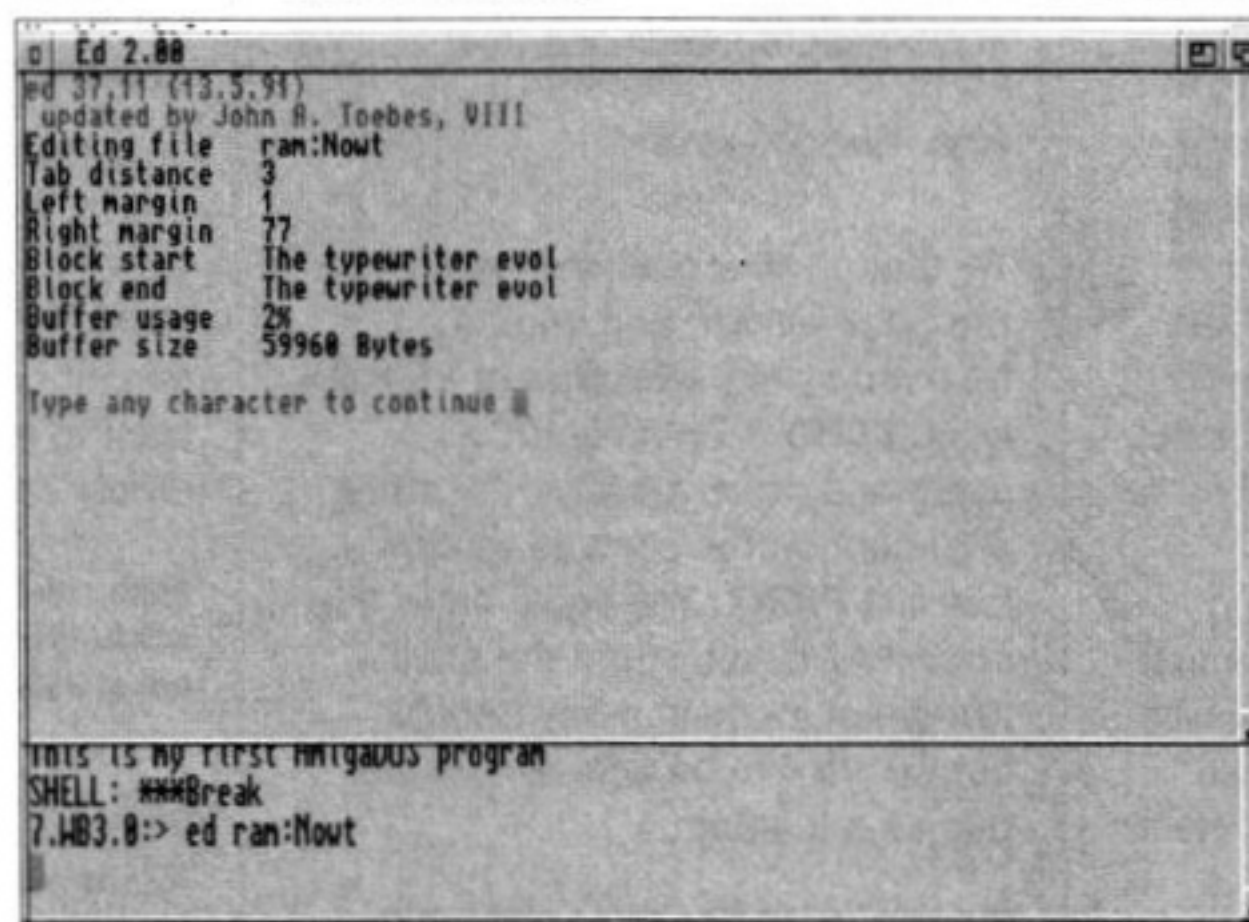 Ed 2.00
ed 37.11 (13.5.91)
updated by John A. Toebes, VIII
Editing file ram:Nowt
Tab distance 3
Left margin 1
Right margin 77
Block start The typewriter evol
Block end The typewriter evol
Buffer usage 2%
Buffer size 59960 Bytes
Type any character to continue
This is my first AmigaDOS program
SHELL: ***Break
7.WB3.0:> ed ram:Nowt